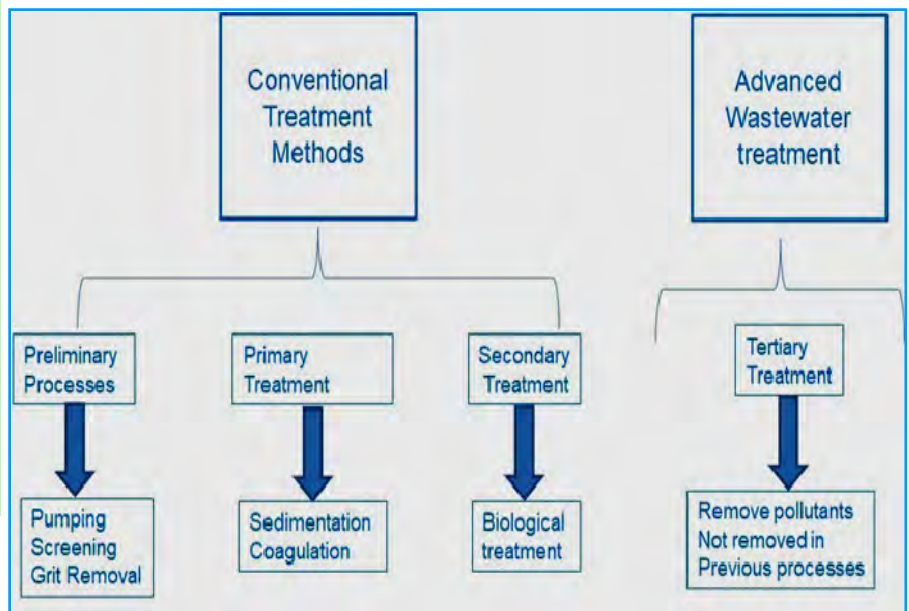 Conventional
Treatment
Methods
Advanced
Wastewater
treatment
Preliminary
Processes
Primary
Treatment
Secondary
Treatment
Tertiary
Treatment
Pumping
Screening
Grit Removal
Sedimentation
Coagulation
Biological
treatment
Remove pollutants
Not removed in
Previous processes